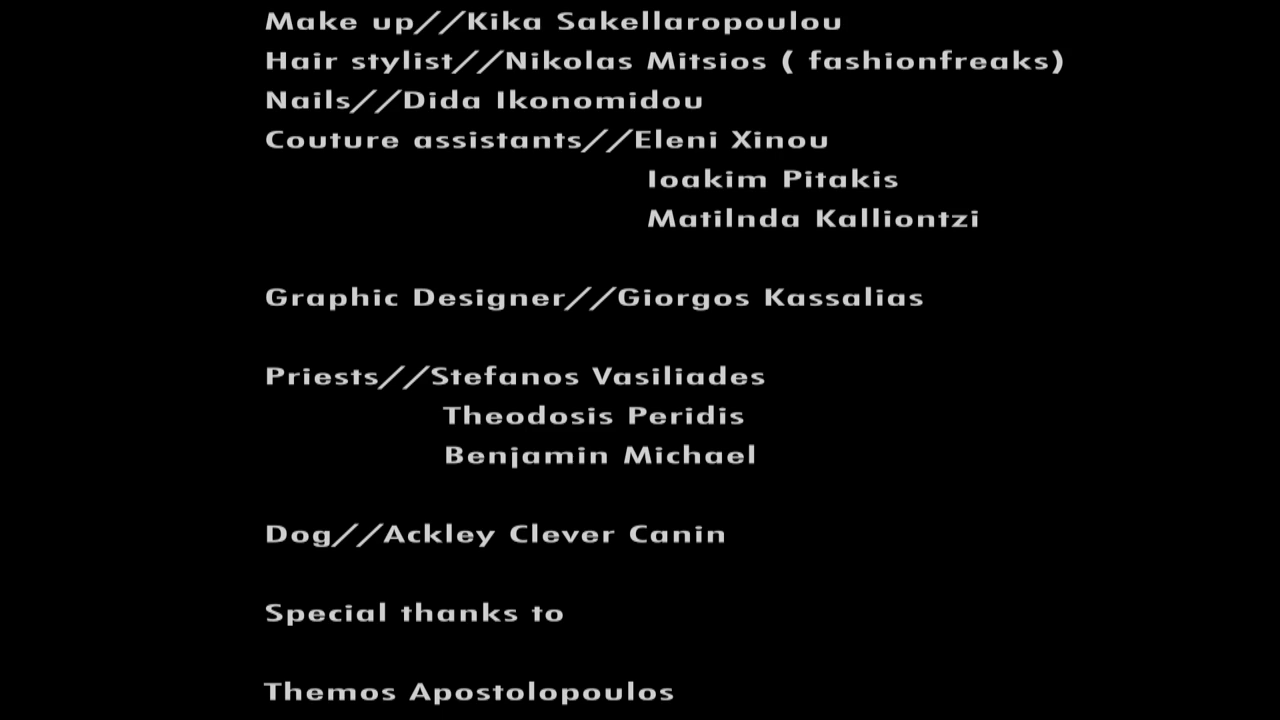 Make up//Kika Sakellaropoulou
Hair stylist//Nikolas Mitsios ( fashionfreaks)
Nails//Dida Ikonomidou
Couture assistants//Eleni Xinou
Ioakim Pitakis
Matilnda Kalliontzi
Graphic Designer//Giorgos Kassalias
Priests//Stefanos Vasiliades
Theodosis Peridis
Benjamin Michael
Dog//Ackley Clever Canin
Special thanks to
Themos Apostolopoulos